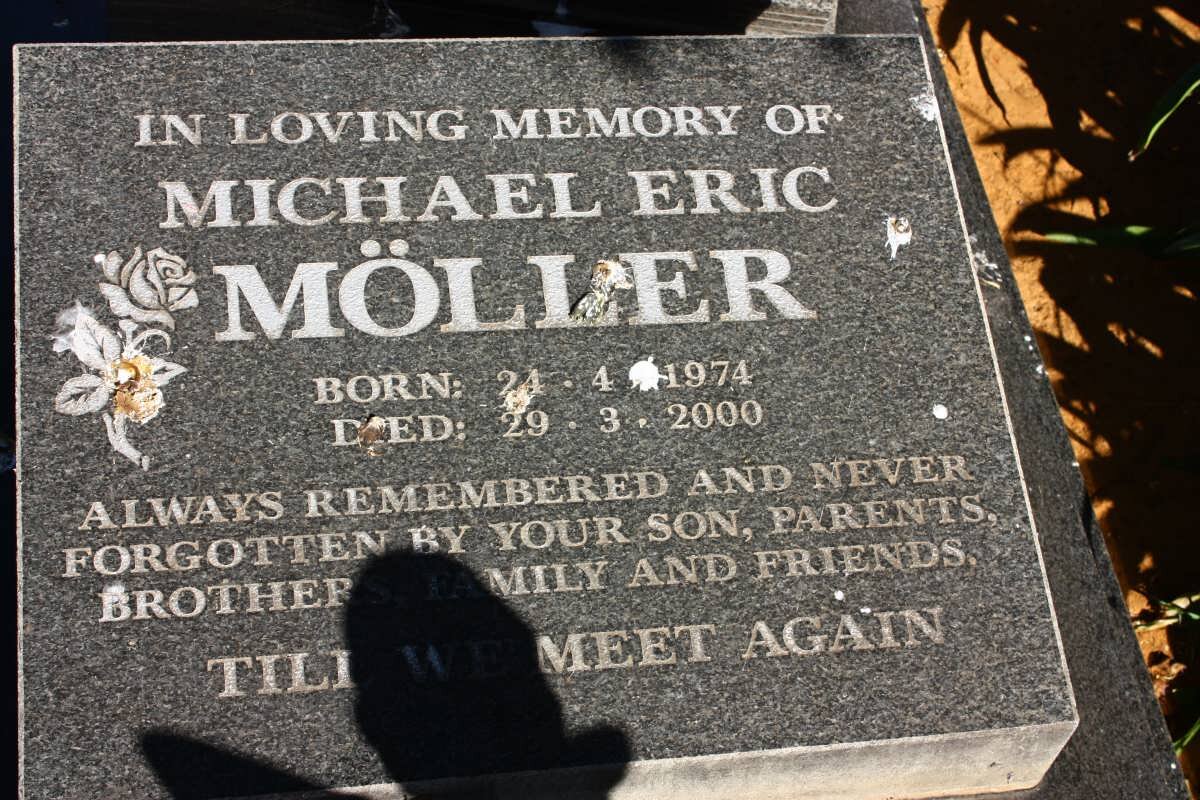 IN LOVING MEMORY OF
MICHAEL ERIC
MÖLLER
BORN: 24 · 4 · 1974
DIED: 29 · 3 · 2000
ALWAYS REMEMBERED AND NEVER
FORGOTTEN BY YOUR SON, PARENTS,
BROTHERS, FAMILY AND FRIENDS.
TILL WE MEET AGAIN